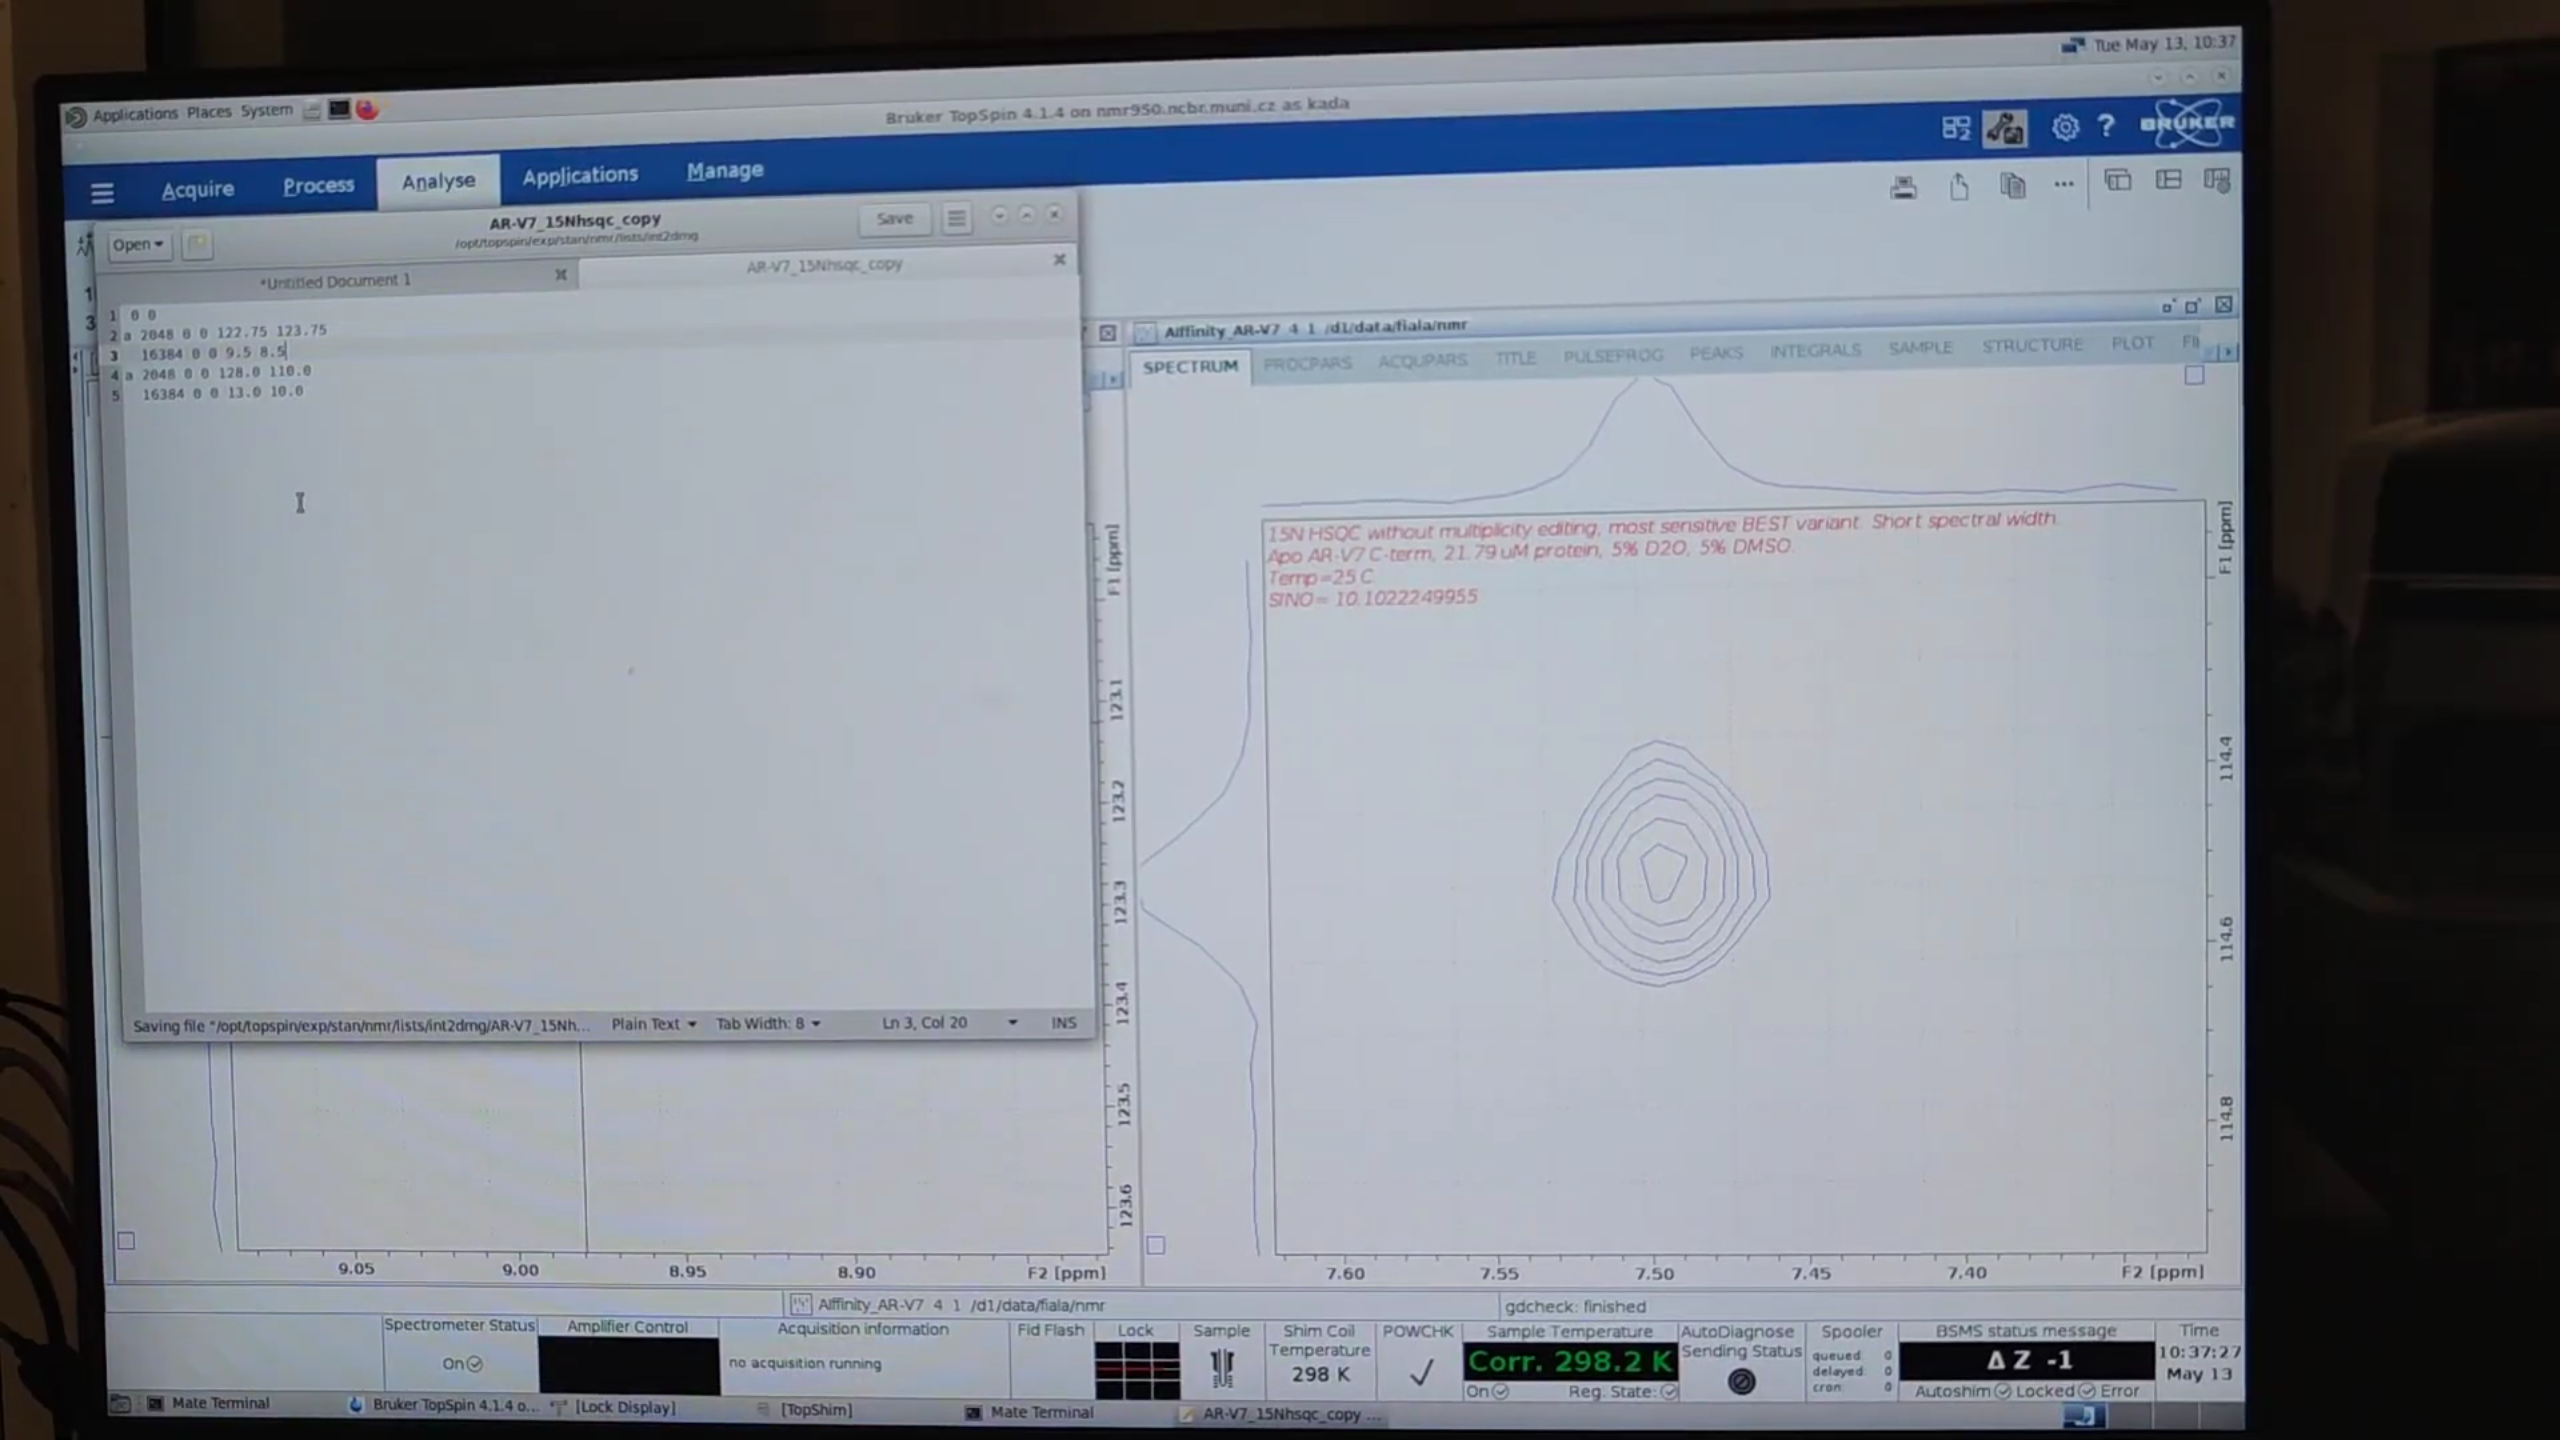 Tue May 13, 10:37
Applications Places System
Bruker TopSpin 4.1.4 on nmr950.ncbr.muni.cz as kada
BRUKER
Acquire Process Analyse Applications Manage
AR-V7_15Nhsqc_copy
/opt/topspin/exp/stan/nmr/lists/int2dmg
Open
Save
*Untitled Document 1
AR-V7_15Nhsqc_copy
1 0 0
2 a 2048 0 0 122.75 123.75
3 16384 0 0 9.5 8.5
4 a 2048 0 0 128.0 110.0
5 16384 0 0 13.0 10.0
Saving file "/opt/topspin/exp/stan/nmr/lists/int2dmg/AR-V7_15Nh...
Plain Text
Tab Width: 8
Ln 3, Col 20
INS
1
3
F1 [ppm]
123.1
123.2
123.3
123.4
123.5
123.6
9.05 9.00 8.95 8.90 F2 [ppm]
AIffinity_AR-V7 4 1 /d1/data/fiala/nmr
SPECTRUM PROCPARS ACQUPARS TITLE PULSEPROG PEAKS INTEGRALS SAMPLE STRUCTURE PLOT FI
15N HSQC without multiplicity editing, most sensitive BEST variant. Short spectral width.
Apo AR-V7 C-term, 21.79 uM protein, 5% D2O, 5% DMSO.
Temp=25 C
SINO= 10.1022249955
F1 [ppm]
114.4
114.6
114.8
7.60 7.55 7.50 7.45 7.40 F2 [ppm]
AIffinity_AR-V7 4 1 /d1/data/fiala/nmr
gdcheck: finished
Spectrometer Status
On
Amplifier Control
Acquisition information
no acquisition running
Fid Flash
Lock
Sample
Shim Coil
Temperature
298 K
POWCHK
Sample Temperature
Corr. 298.2 K
On Reg. State:
AutoDiagnose
Sending Status
Spooler
queued: 0
delayed: 0
cron: 0
BSMS status message
Δ Z -1
Autoshim Locked Error
Time
10:37:27
May 13
Mate Terminal
Bruker TopSpin 4.1.4 o...
[Lock Display]
[TopShim]
Mate Terminal
AR-V7_15Nhsqc_copy ...